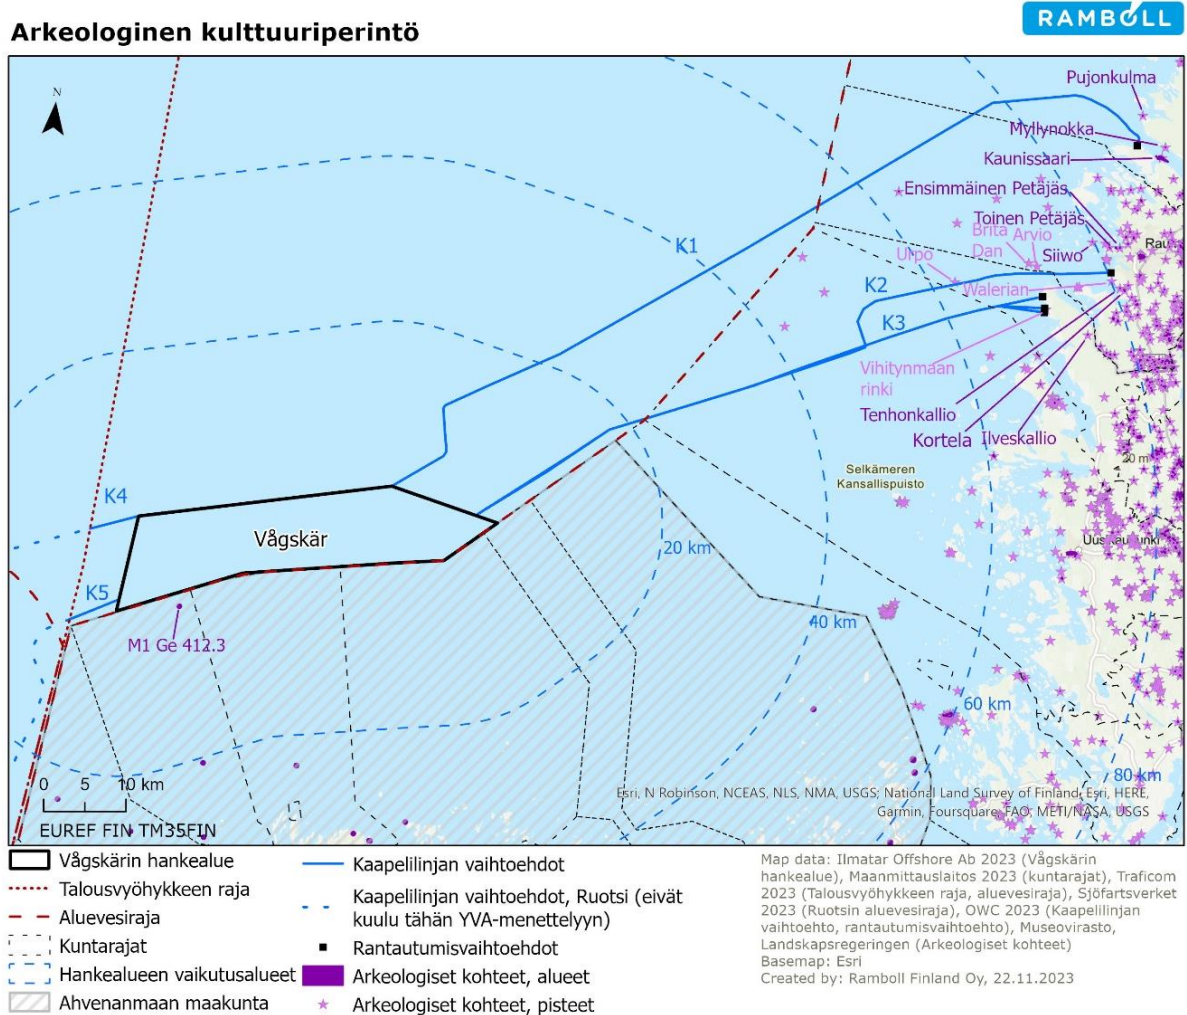 Arkeologinen kulttuuriperintö
RAMBOLL
N
Pujonkulma
Myllynokka
Kaunissaari
Ensimmäinen Petäjäs
Toinen Petäjäs
Brita
Arvio
Dan
Rau
Siiwo
K1
Urpo
K2
Walerian
K3
Vihitynmaan
rinki
Tenhonkallio
Kortela
Ilveskallio
20 m
Selkämeren
Kansallispuisto
K4
Vågskär
20 km
K5
40 km
M1 Ge 412.3
60 km
80 km
0 5 10 km
Esri, N Robinson, NCEAS, NLS, NMA, USGS; National Land Survey of Finland, Esri, HERE,
Garmin, Foursquare, FAO, METI/NASA, USGS
EUREF FIN TM35FIN
Vågskärin hankealue
Talousvyöhykkeen raja
Aluevesiraja
Kuntarajat
Hankealueen vaikutusalueet
Ahvenanmaan maakunta
Kaapelilinjan vaihtoehdot
Kaapelilinjan vaihtoehdot, Ruotsi (eivät
kuulu tähän YVA-menettelyyn)
Rantautumisvaihtoehdot
Arkeologiset kohteet, alueet
Arkeologiset kohteet, pisteet
Map data: Ilmatar Offshore Ab 2023 (Vågskärin
hankealue), Maanmittauslaitos 2023 (kuntarajat), Traficom
2023 (Talousvyöhykkeen raja, aluevesiraja), Sjöfartsverket
2023 (Ruotsin aluevesiraja), OWC 2023 (Kaapelilinjan
vaihtoehto, rantautumisvaihtoehto), Museovirasto,
Landskapsregeringen (Arkeologiset kohteet)
Basemap: Esri
Created by: Ramboll Finland Oy, 22.11.2023